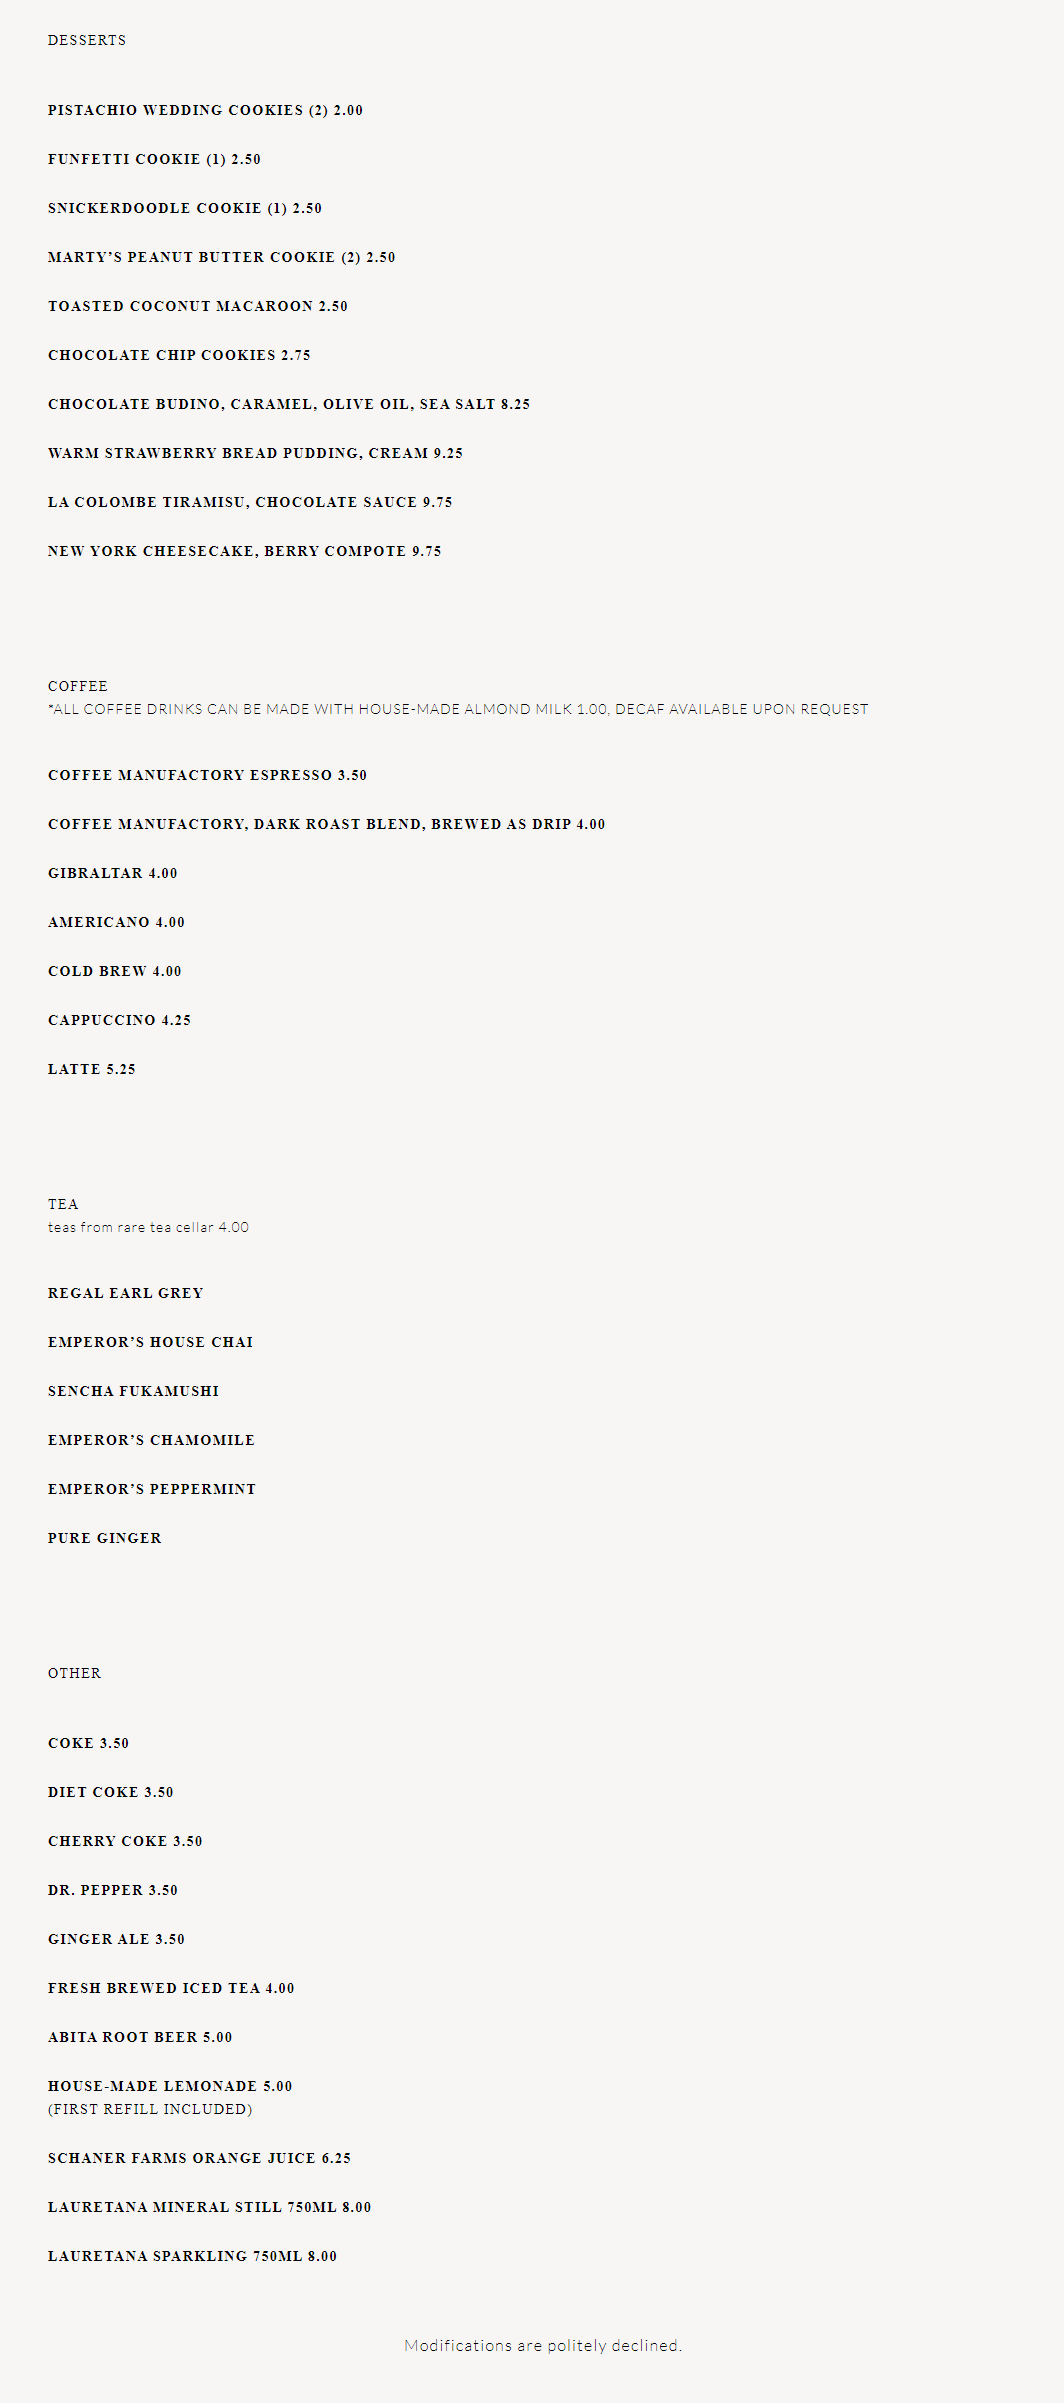 DESSERTS
PISTACHIO WEDDING COOKIES (2) 2.00
FUNFETTI COOKIE (1) 2.50
SNICKERDOODLE COOKIE (1) 2.50
MARTY’S PEANUT BUTTER COOKIE (2) 2.50
TOASTED COCONUT MACAROON 2.50
CHOCOLATE CHIP COOKIES 2.75
CHOCOLATE BUDINO, CARAMEL, OLIVE OIL, SEA SALT 8.25
WARM STRAWBERRY BREAD PUDDING, CREAM 9.25
LA COLOMBE TIRAMISU, CHOCOLATE SAUCE 9.75
NEW YORK CHEESECAKE, BERRY COMPOTE 9.75
COFFEE
*ALL COFFEE DRINKS CAN BE MADE WITH HOUSE-MADE ALMOND MILK 1.00, DECAF AVAILABLE UPON REQUEST
COFFEE MANUFACTORY ESPRESSO 3.50
COFFEE MANUFACTORY, DARK ROAST BLEND, BREWED AS DRIP 4.00
GIBRALTAR 4.00
AMERICANO 4.00
COLD BREW 4.00
CAPPUCCINO 4.25
LATTE 5.25
TEA
teas from rare tea cellar 4.00
REGAL EARL GREY
EMPEROR’S HOUSE CHAI
SENCHA FUKAMUSHI
EMPEROR’S CHAMOMILE
EMPEROR’S PEPPERMINT
PURE GINGER
OTHER
COKE 3.50
DIET COKE 3.50
CHERRY COKE 3.50
DR. PEPPER 3.50
GINGER ALE 3.50
FRESH BREWED ICED TEA 4.00
ABITA ROOT BEER 5.00
HOUSE-MADE LEMONADE 5.00
(FIRST REFILL INCLUDED)
SCHANER FARMS ORANGE JUICE 6.25
LAURETANA MINERAL STILL 750ML 8.00
LAURETANA SPARKLING 750ML 8.00
Modifications are politely declined.